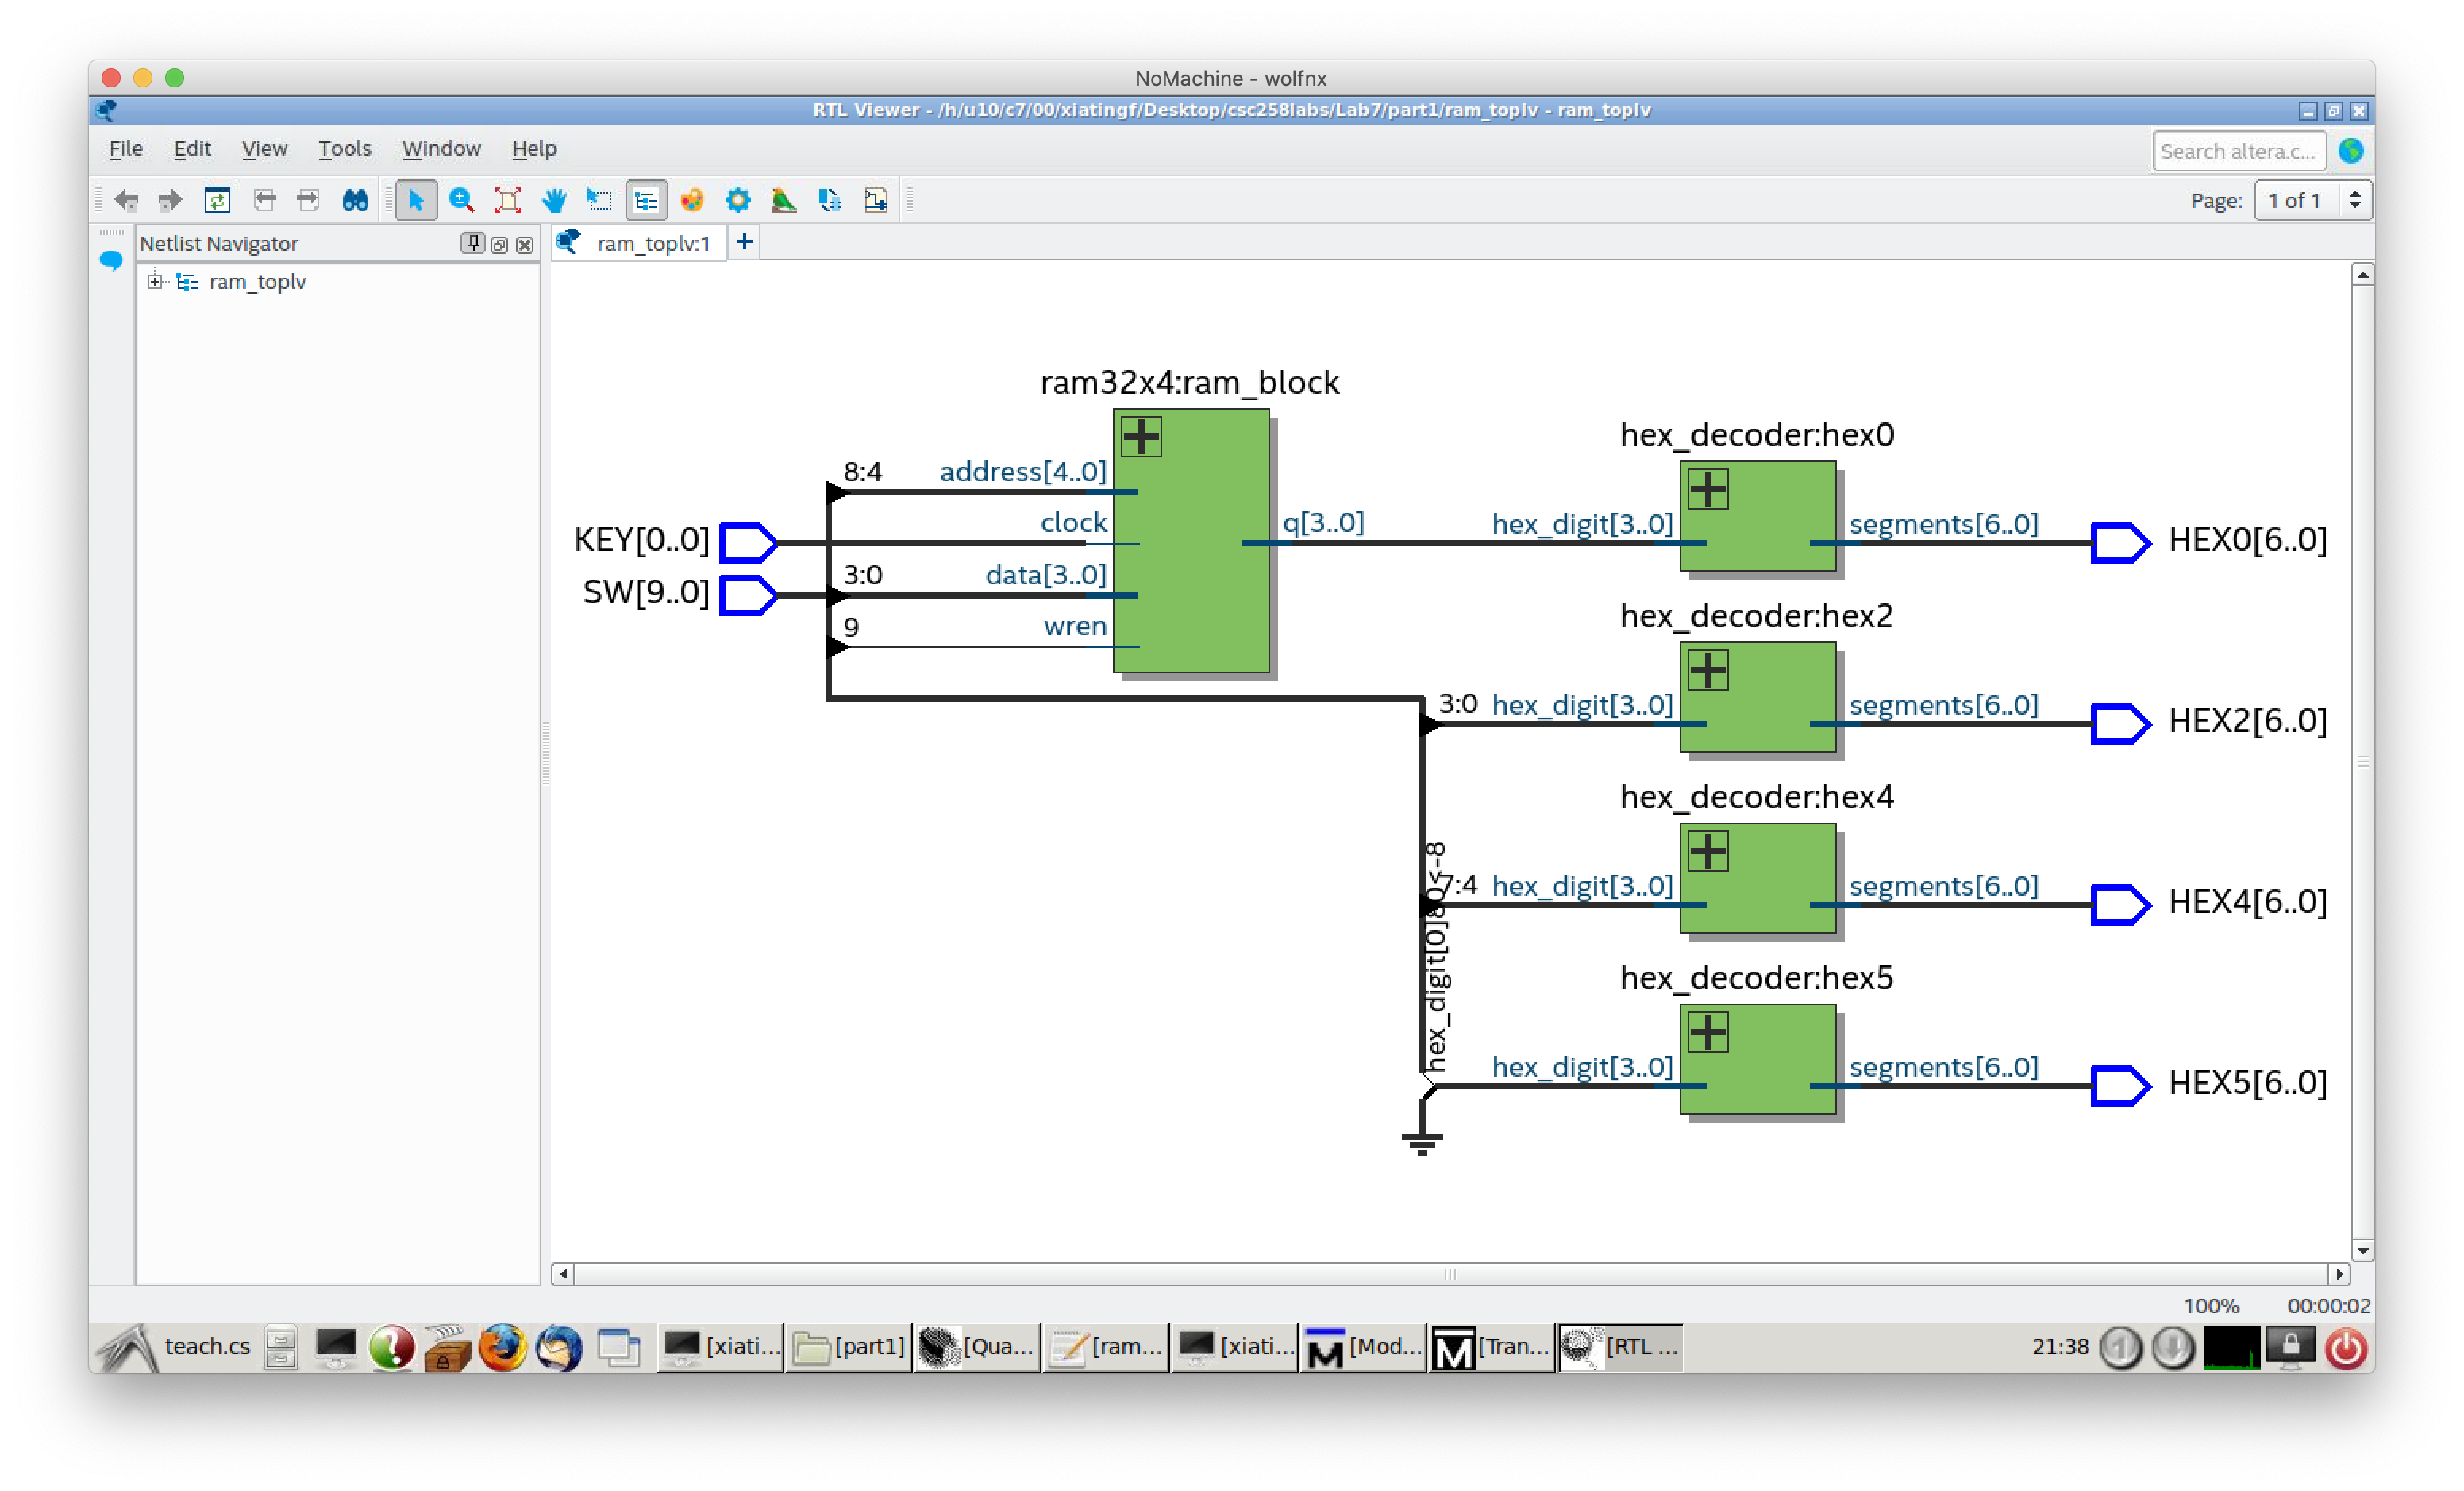 NoMachine - wolfnx
RTL Viewer - /h/u10/c7/00/xiatingf/Desktop/csc258labs/Lab7/part1/ram_toplv - ram_toplv
File Edit View Tools Window Help
Search altera.c...
Page: 1 of 1
Netlist Navigator
ram_toplv:1
ram_toplv
ram32x4:ram_block
8:4 address[4..0]
KEY[0..0]
clock
q[3..0]
SW[9..0]
3:0 data[3..0]
9 wren
hex_decoder:hex0
hex_digit[3..0] segments[6..0]
HEX0[6..0]
hex_decoder:hex2
3:0 hex_digit[3..0] segments[6..0]
HEX2[6..0]
hex_decoder:hex4
7:4 hex_digit[3..0] segments[6..0]
HEX4[6..0]
hex_decoder:hex5
hex_digit[3..0] segments[6..0]
HEX5[6..0]
100% 00:00:02
teach.cs
[xiati...
[part1]
[Qua...
[ram...
[xiati...
[Mod...
[Tran...
[RTL ...
21:38